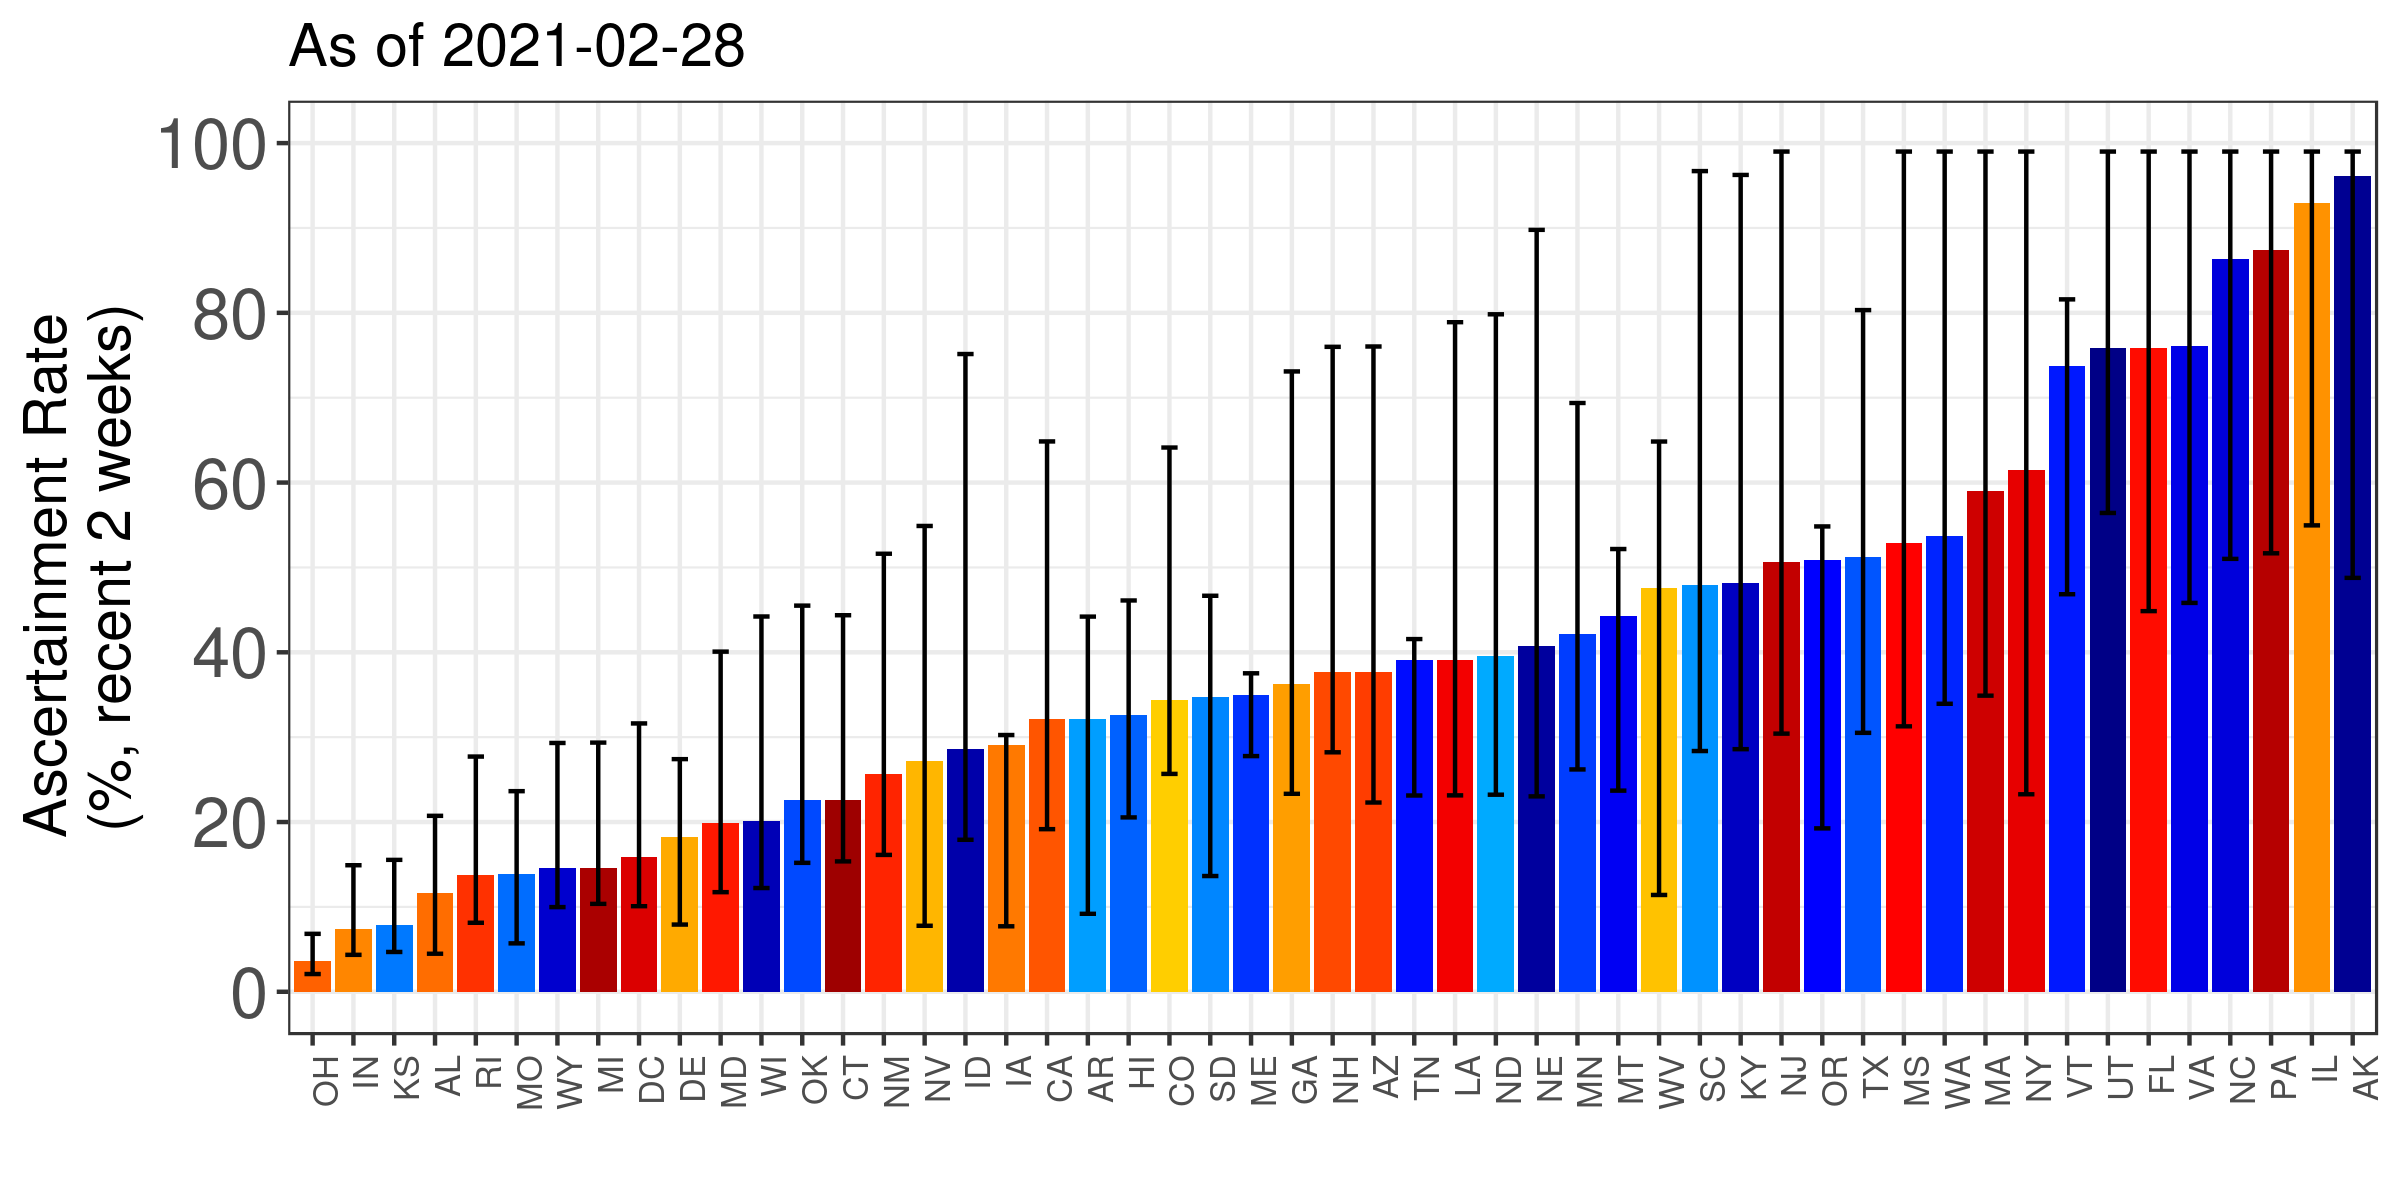 As of 2021-02-28
Ascertainment Rate
(%, recent 2 weeks)
100
80
60
40
20
0
OH IN KS AL RI MO WY MI DC DE MD WI OK CT NM NV ID IA CA AR HI CO SD ME GA NH AZ TN LA ND NE MN MT WV SC KY NJ OR TX MS WA MA NY VT UT FL VA NC PA IL AK